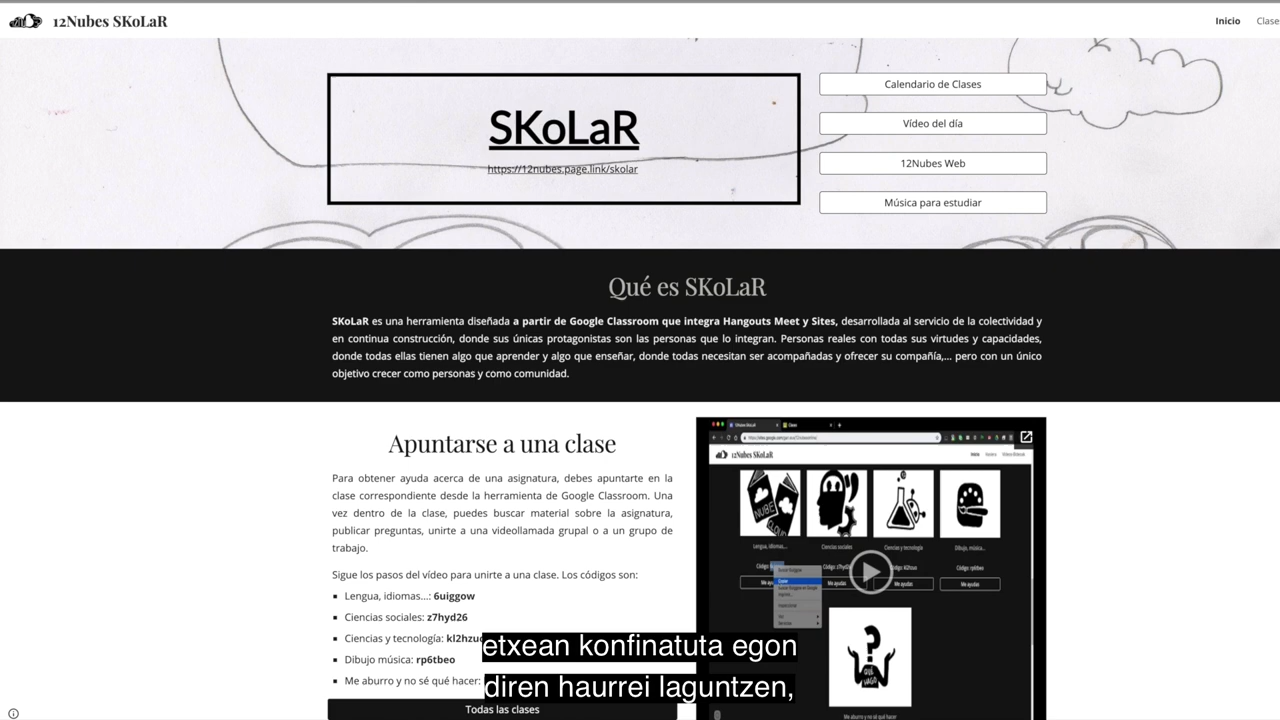 12Nubes SKoLaR
Inicio
Clase
SKoLaR
https://12nubes.page.link/skolar
Calendario de Clases
Vídeo del día
12Nubes Web
Música para estudiar
Qué es SKoLaR
SKoLaR es una herramienta diseñada a partir de Google Classroom que integra Hangouts Meet y Sites, desarrollada al servicio de la colectividad y
en continua construcción, donde sus únicas protagonistas son las personas que lo integran. Personas reales con todas sus virtudes y capacidades,
donde todas ellas tienen algo que aprender y algo que enseñar, donde todas necesitan ser acompañadas y ofrecer su compañía,... pero con un único
objetivo crecer como personas y como comunidad.
Apuntarse a una clase
Para obtener ayuda acerca de una asignatura, debes apuntarte en la
clase correspondiente desde la herramienta de Google Classroom. Una
vez dentro de la clase, puedes buscar material sobre la asignatura,
publicar preguntas, unirte a una videollamada grupal o a un grupo de
trabajo.
Sigue los pasos del vídeo para unirte a una clase. Los códigos son:
Lengua, idiomas...: 6uiggow
Ciencias sociales: z7hyd26
Ciencias y tecnología:
Dibujo música: rp6tbeo
Me aburro y no sé qué hacer:
Todas las clases
12Nubes SKoLaR
Inicio
NUBE
CLOUD
Lengua, idiomas...
Ciencias sociales
Ciencias y tecnología
Dibujo, música...
Me ayudas
Me ayudas
Me ayudas
Copiar
QUÉ
HAGO
Me aburro y no sé qué hacer
etxean konfinatuta egon
diren haurrei laguntzen,